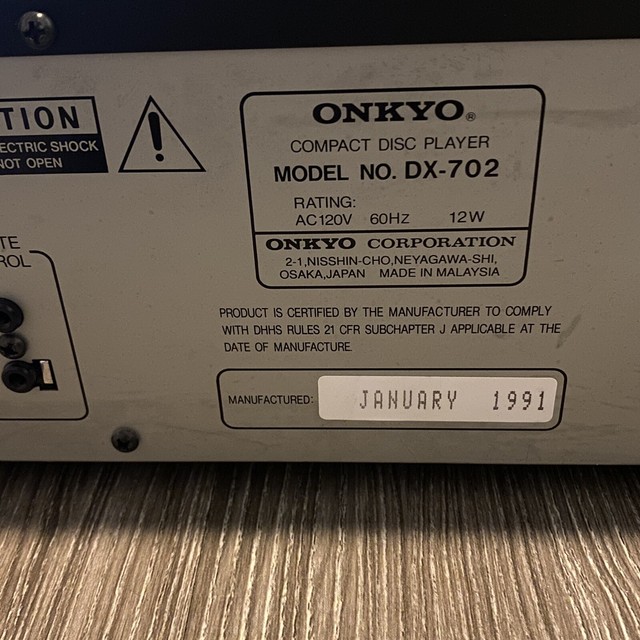 TION
ECTRIC SHOCK
NOT OPEN
TE
ROL
ONKYO®
COMPACT DISC PLAYER
MODEL NO. DX-702
RATING:
AC120V 60Hz 12W
ONKYO CORPORATION
2-1,NISSHIN-CHO,NEYAGAWA-SHI,
OSAKA,JAPAN MADE IN MALAYSIA
PRODUCT IS CERTIFIED BY THE MANUFACTURER TO COMPLY
WITH DHHS RULES 21 CFR SUBCHAPTER J APPLICABLE AT THE
DATE OF MANUFACTURE.
MANUFACTURED: JANUARY 1991